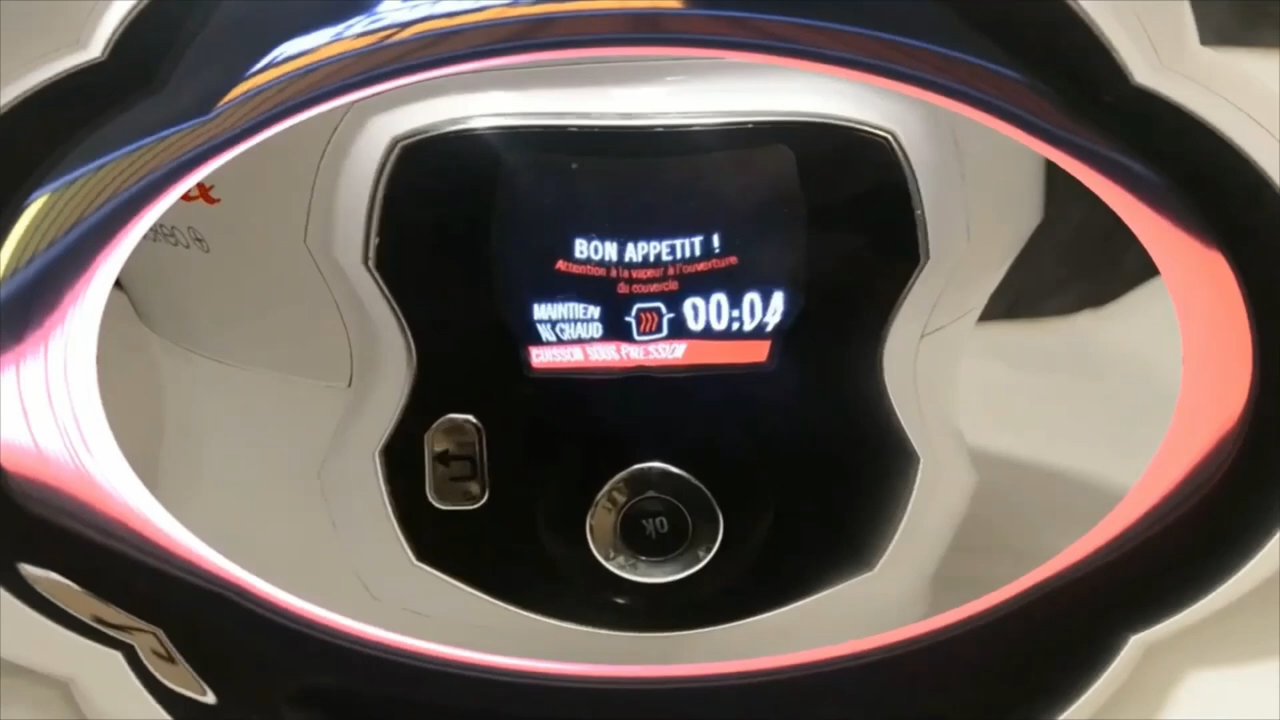 BON APPETIT !
Attention à la vapeur à l'ouverture
du couvercle
MAINTIEN
AU CHAUD
00:04
CUISSON SOUS PRESSION
OK